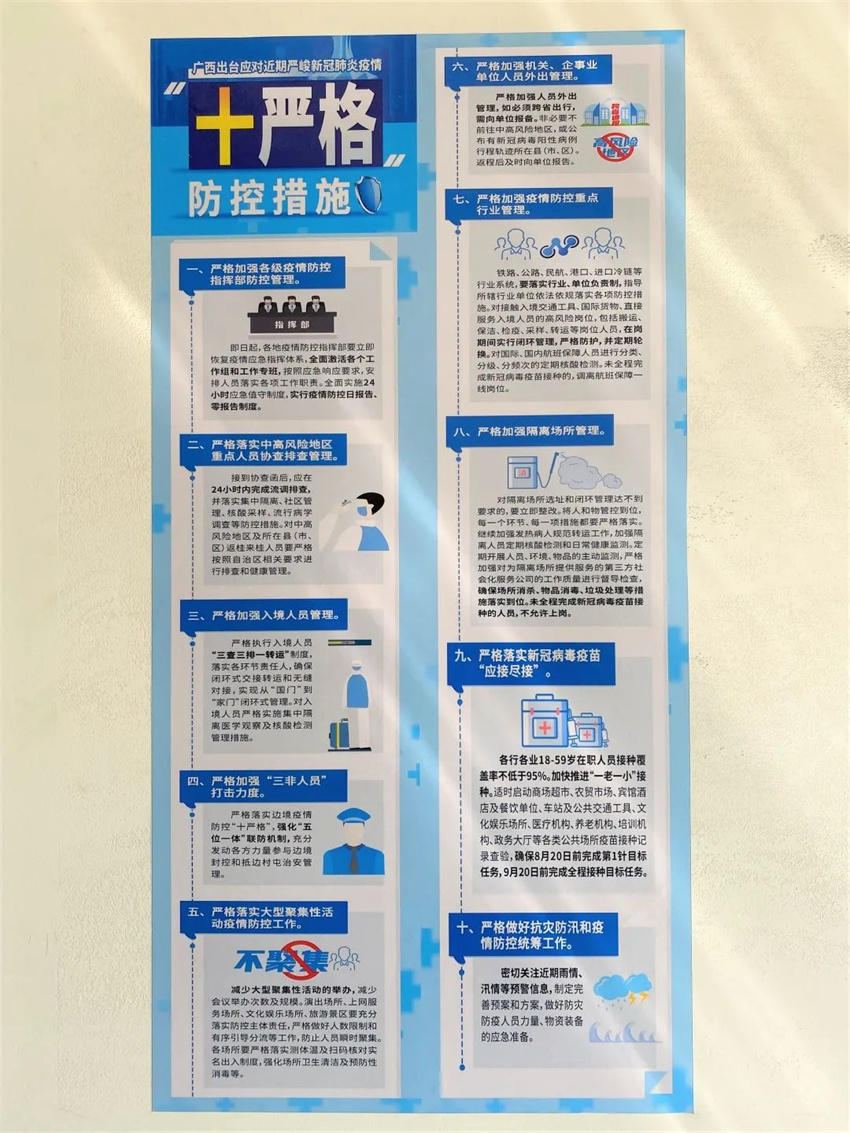 广西出台应对近期严峻新冠肺炎疫情
“十严格”
防控措施
一、严格加强各级疫情防控
指挥部防控管理。
指挥部
即日起,各地疫情防控指挥部要立即
恢复疫情应急指挥体系,全面激活各个工
作组和工作专班,按照应急响应要求,安
排人员落实各项工作职责。全面实施24
小时应急值守制度,实行疫情防控日报告、
零报告制度。
二、严格落实中高风险地区
重点人员协查排查管理。
接到协查函后,应在
24小时内完成流调排查,
并落实集中隔离、社区管
理、核酸采样、流行病学
调查等防控措施。对中高
风险地区及所在县(市、
区)返桂来桂人员要严格
按照自治区相关要求进
行排查和健康管理。
三、严格加强入境人员管理。
严格执行入境人员
“三查三排一转运”制度,
落实各环节责任人,确保
闭环式交接转运和无缝
对接,实现从“国门”到
“家门”闭环式管理。对入
境人员严格实施集中隔
离医学观察及核酸检测
管理措施。
四、严格加强“三非人员”
打击力度。
严格落实边境疫情
防控“十严格”,强化“五
位一体”联防机制,充分
发动各方力量参与边境
封控和抵边村屯治安管
理。
五、严格落实大型聚集性活
动疫情防控工作。
不聚集
减少大型聚集性活动的举办,减少
会议举办次数及规模。演出场所、上网服
务场所、文化娱乐场所、旅游景区要充分
落实防控主体责任,严格做好人数限制和
有序引导分流等工作,防止人员瞬时聚集。
各场所要严格落实测体温及扫码核对实
名出入制度,强化场所卫生清洁及预防性
消毒等。
六、严格加强机关、企事业
单位人员外出管理。
严格加强人员外出
管理,如必须跨省出行,
需向单位报备。非必要不
前往中高风险地区,或公
布有新冠病毒阳性病例
行程轨迹所在县(市、区)。
返程后及时向单位报告。
高风险
地区
七、严格加强疫情防控重点
行业管理。
铁路、公路、民航、港口、进口冷链等
行业系统,要落实行业、单位负责制,指导
所辖行业单位依法依规落实各项防控措
施。对接触入境交通工具、国际货物、直接
服务入境人员的高风险岗位,包括搬运、
保洁、检疫、采样、转运等岗位人员,在岗
期间实行闭环管理,严格防护,并定期轮
换。对国际、国内航班保障人员进行分类、
分级、分频次的定期核酸检测。未全程完
成新冠病毒疫苗接种的,调离航班保障一
线岗位。
八、严格加强隔离场所管理。
消
对隔离场所选址和闭环管理达不到
要求的,要立即整改。将人和物管控到位,
每一个环节、每一项措施都要严格落实。
继续加强发热病人规范转运工作,加强隔
离人员定期核酸检测和日常健康监测。定
期开展人员、环境、物品的主动监测,严格
加强对为隔离场所提供服务的第三方社
会化服务公司的工作质量进行督导检查,
确保场所消杀、物品消毒、垃圾处理等措
施落实到位。未全程完成新冠病毒疫苗接
种的人员,不允许上岗。
九、严格落实新冠病毒疫苗
“应接尽接”。
各行各业18-59岁在职人员接种覆
盖率不低于95%。加快推进“一老一小”接
种。适时启动商场超市、农贸市场、宾馆酒
店及餐饮单位、车站及公共交通工具、文
化娱乐场所、医疗机构、养老机构、培训机
构、政务大厅等各类公共场所疫苗接种记
录查验,确保8月20日前完成第1针目标
任务,9月20日前完成全程接种目标任务。
十、严格做好抗灾防汛和疫
情防控统筹工作。
密切关注近期雨情、
汛情等预警信息,制定完
善预案和方案,做好防灾
防疫人员力量、物资装备
的应急准备。